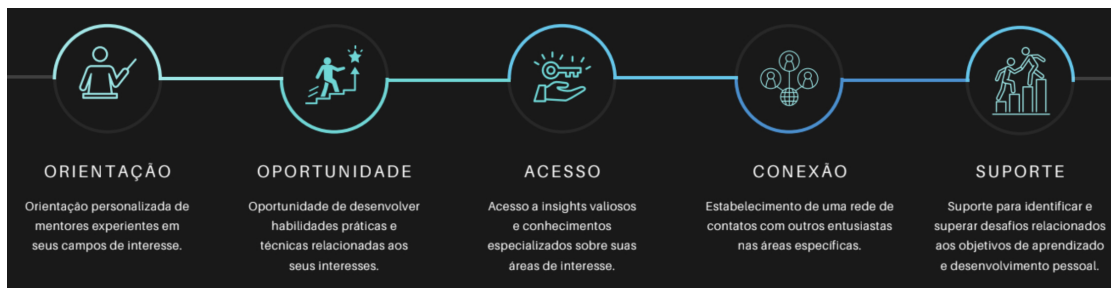 ORIENTAÇÃO
Orientação personalizada de
mentores experientes em
seus campos de interesse.
OPORTUNIDADE
Oportunidade de desenvolver
habilidades práticas e
técnicas relacionadas aos
seus interesses.
ACESSO
Acesso a insights valiosos
e conhecimentos
especializados sobre suas
áreas de interesse.
CONEXÃO
Estabelecimento de uma rede de
contatos com outros entusiastas
nas áreas específicas.
SUPORTE
Suporte para identificar e
superar desafios relacionados
aos objetivos de aprendizado
e desenvolvimento pessoal.